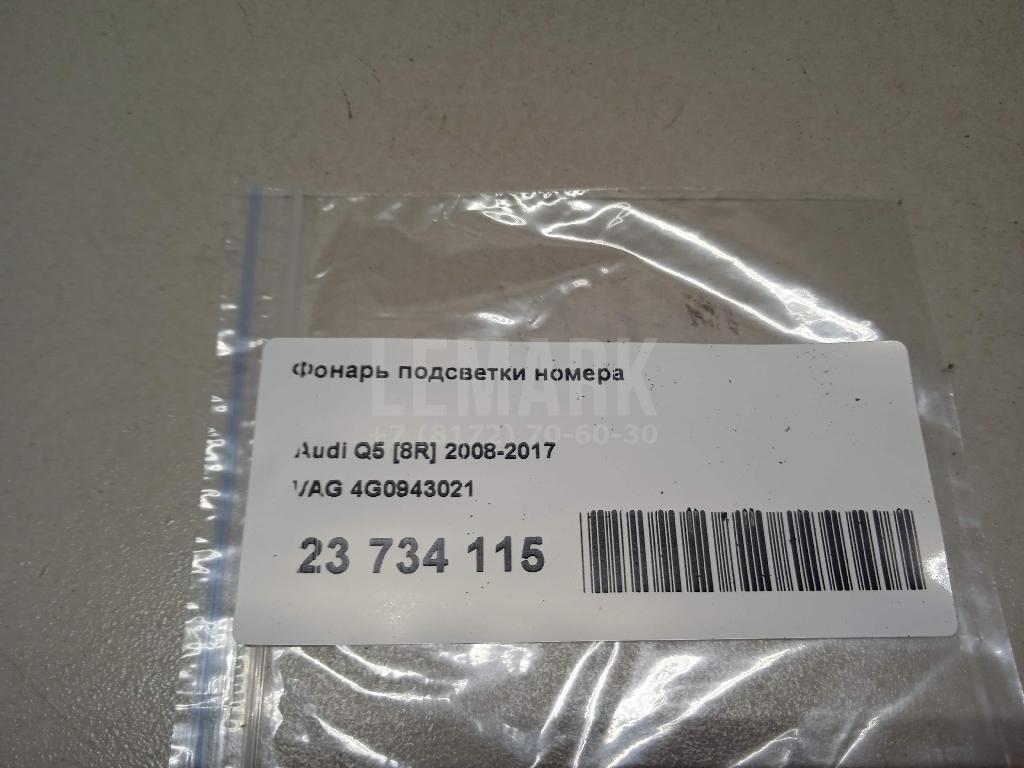 Фонарь подсветки номера
LEMARK
+7 (8172) 70-60-30
Audi Q5 [8R] 2008-2017
VAG 4G0943021
23 734 115